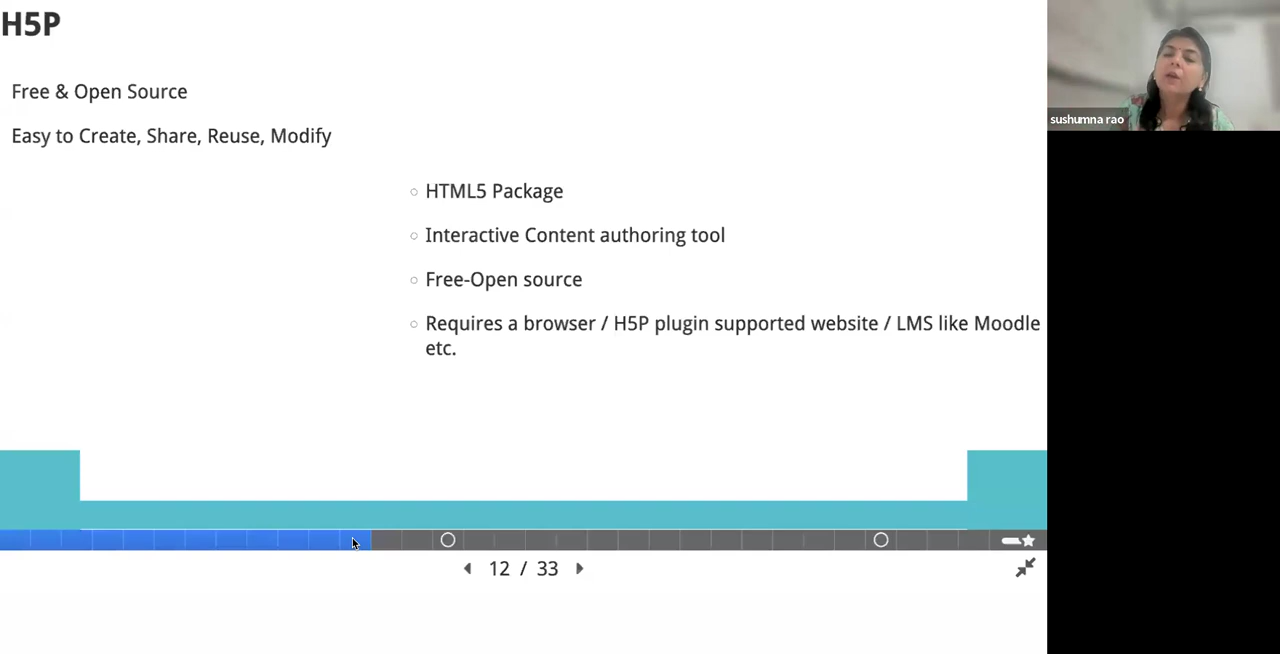 H5P
Free & Open Source
Easy to Create, Share, Reuse, Modify
HTML5 Package
Interactive Content authoring tool
Free-Open source
Requires a browser / H5P plugin supported website / LMS like Moodle
etc.
12 / 33
sushumna rao